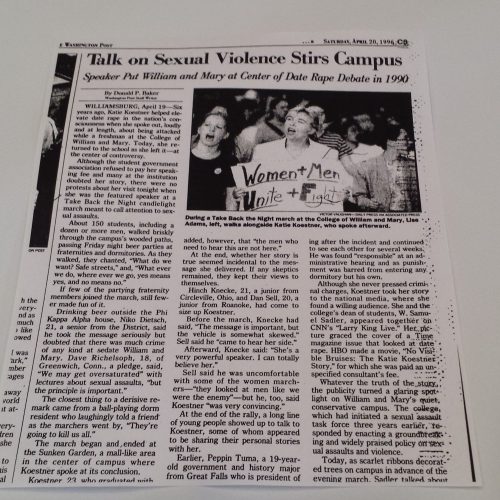 E WASHINGTON POST
SATURDAY, APRIL 20, 1996 C5
Talk on Sexual Violence Stirs Campus
Speaker Put William and Mary at Center of Date Rape Debate in 1990
By Donald P. Baker
Washington Post Staff Writer
WILLIAMSBURG, April 19—Six
years ago, Katie Koestner helped ele-
vate date rape in the nation's con-
sciousness when she spoke out, loudly
and at length, about being attacked
while a freshman at the College of
William and Mary. Today, she re-
turned to the school as she left it—at
the center of controversy.
Although the student government
association refused to pay her speak-
ing fee and many at the institution
doubted her story, there were no
protests about her visit tonight when
she was the featured speaker at a
Take Back the Night candlelight
march meant to call attention to sex-
ual assaults.
About 150 students, including a
dozen or more men, walked briskly
through the campus's wooded paths,
passing Friday night beer parties at
fraternities and dormitories. As they
walked, they chanted, "What do we
want? Safe streets," and "What ever
we do, where ever we go, yes means
yes, and no means no."
If few of the partying fraternity
members joined the march, still few-
er made fun of it.
Drinking beer outside the Phi
Kappa Alpha house, Niko Dietsch,
21, a senior from the District, said
he took the message seriously but
doubted that there was much crime
of any kind at sedate William and
Mary. Dave Richelsoph, 18, of
Greenwich, Conn., a pledge, said,
"We may get oversaturated" with
lectures about sexual assaults, "but
the principle is important."
The closest thing to a derisive re-
mark came from a ball-playing dorm
resident who laughingly told a friend
as the marchers went by, "They're
going to kill us all."
The march began and ended at
the Sunken Garden, a mall-like area
in the center of campus where
Koestner spoke at its conclusion.
Koestner, 23, who graduated with
Women + Men
Unite + Fight
VICTOR VAUGHAN—DAILY PRESS VIA ASSOCIATED PRESS
During a Take Back the Night march at the College of William and Mary, Lise
Adams, left, walks alongside Katie Koestner, who spoke afterward.
added, however, that "the men who
need to hear this are not here."
At the end, whether her story is
true seemed incidental to the mes-
sage she delivered. If any skeptics
remained, they kept their views to
themselves.
Hinch Knecke, 21, a junior from
Circleville, Ohio, and Dan Sell, 20, a
junior from Roanoke, had come to
size up Koestner.
Before the march, Knecke had
said, "The message is important, but
the vehicle is somewhat skewed."
Sell said he "came to hear her side."
Afterward, Knecke said: "She's a
very powerful speaker. I can totally
believe her."
Sell said he was uncomfortable
with some of the women march-
ers—"they looked at men like we
were the enemy"—but he, too, said
Koestner "was very convincing."
At the end of the rally, a long line
of young people showed up to talk to
Koestner, some of whom appeared
to be sharing their personal stories
with her.
Earlier, Peppin Tuma, a 19-year-
old government and history major
from Great Falls who is president of
ing after the incident and continued
to see each other for several weeks.
He was found "responsible" at an ad-
ministrative hearing and as punish-
ment was barred from entering any
dormitory but his own.
Although she never pressed crimi-
nal charges, Koestner took her story
to the national media, where she
found a willing audience. She and the
college's dean of students, W. Samu-
el Sadler, appeared together on
CNN's "Larry King Live." Her pic-
ture graced the cover of a Time
magazine issue that looked at date
rape. HBO made a movie, "No Visi-
ble Bruises: The Katie Koestner
Story," for which she was paid an un-
specified consultant's fee.
Whatever the truth of the story,
the publicity turned a glaring spot-
light on William and Mary's quiet,
conservative campus. The college,
which had initiated a sexual assault
task force three years earlier, re-
sponded by enacting a groundbreak-
ing and widely praised policy on sex-
ual assaults and violence.
Today, as scarlet ribbons decorat-
ed trees on campus in advance of the
evening march, Sadler talked about